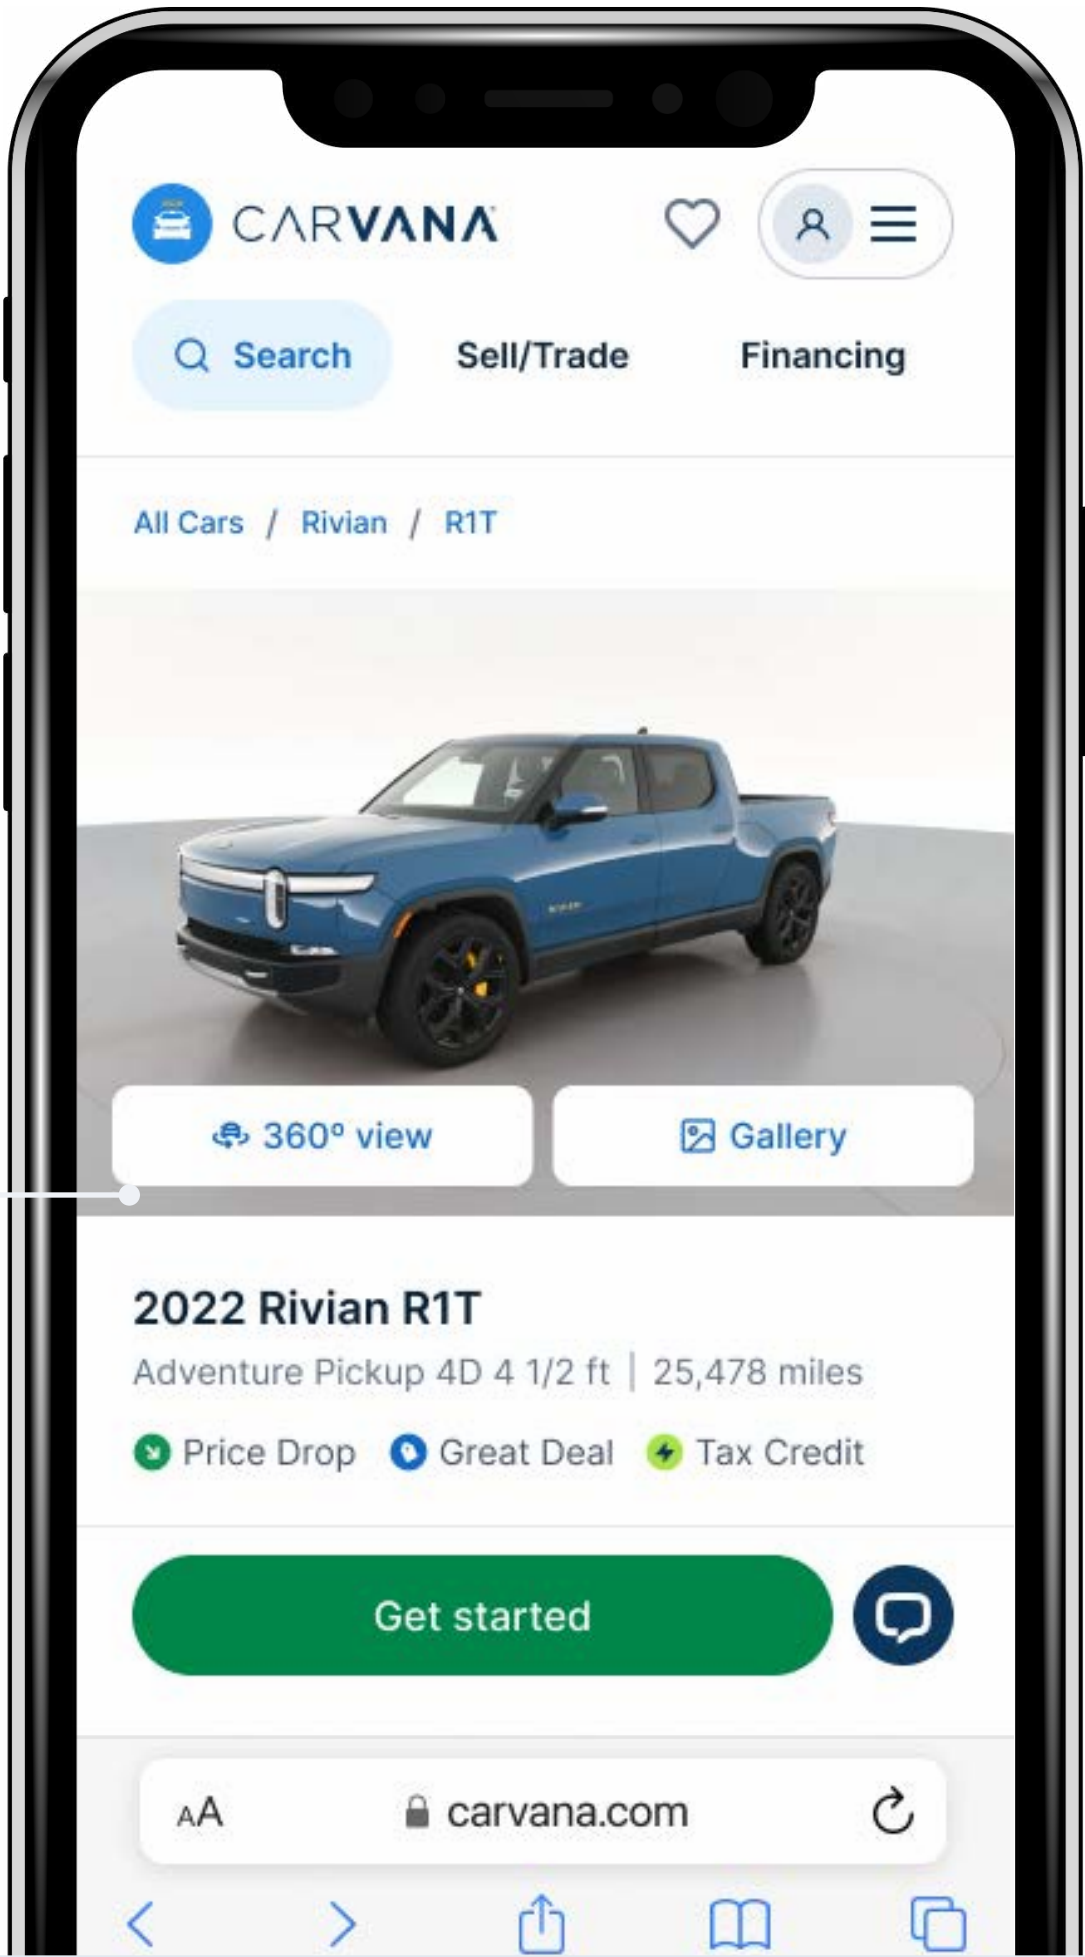 CARVANA
Search Sell/Trade Financing
All Cars / Rivian / R1T
360º view Gallery
2022 Rivian R1T
Adventure Pickup 4D 4 1/2 ft | 25,478 miles
Price Drop Great Deal Tax Credit
Get started
AA carvana.com